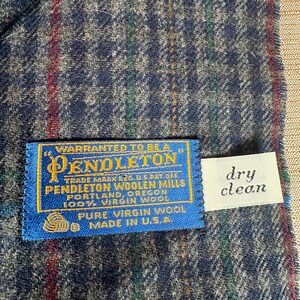 WARRANTED TO BE A
"PENDLETON"
TRADE MARK REG. U.S. PAT. OFF.
PENDLETON WOOLEN MILLS
PORTLAND, OREGON
100% VIRGIN WOOL
PURE VIRGIN WOOL
MADE IN U.S.A.
dry
clean